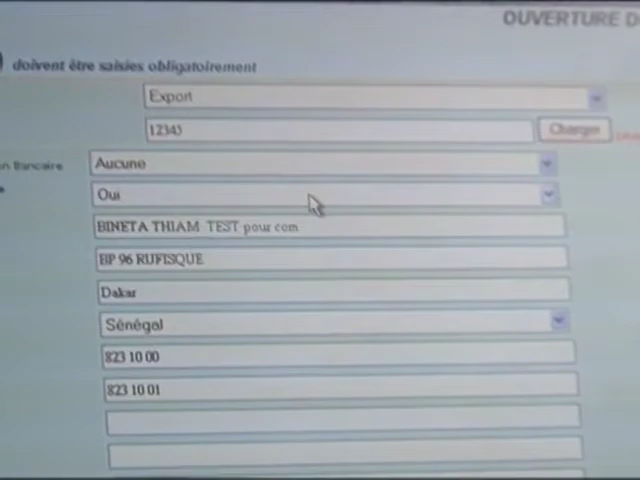 OUVERTURE D
doivent être saisies obligatoirement
Export
12345
Charger
Bancaire
Aucune
Oui
BINETA THIAM TEST pour com
BP 96 RUFISQUE
Dakar
Sénégal
823 10 00
823 10 01